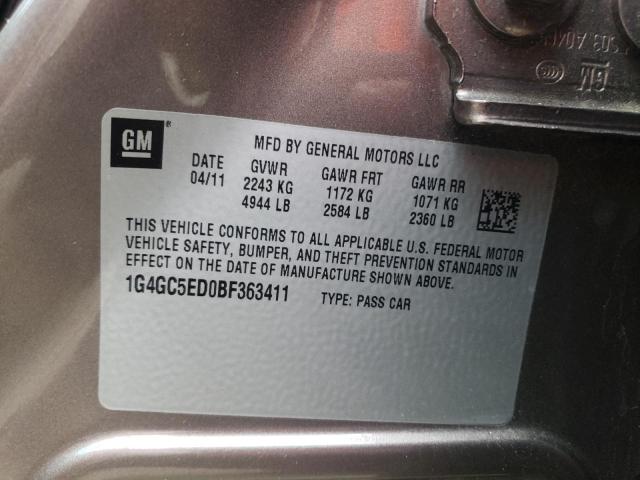 GM®
MFD BY GENERAL MOTORS LLC
DATE GVWR GAWR FRT GAWR RR
04/11 2243 KG 1172 KG 1071 KG
4944 LB 2584 LB 2360 LB
THIS VEHICLE CONFORMS TO ALL APPLICABLE U.S. FEDERAL MOTOR
VEHICLE SAFETY, BUMPER, AND THEFT PREVENTION STANDARDS IN
EFFECT ON THE DATE OF MANUFACTURE SHOWN ABOVE.
1G4GC5ED0BF363411 TYPE: PASS CAR
GM